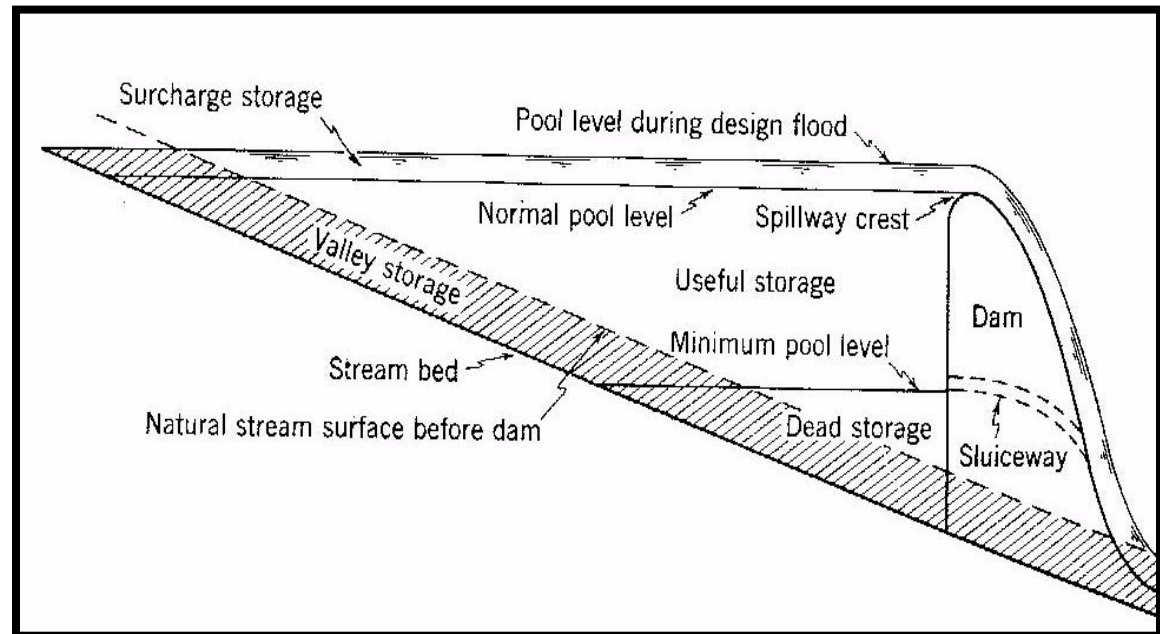 Surcharge storage
Pool level during design flood
Normal pool level
Spillway crest
Valley storage
Useful storage
Dam
Minimum pool level
Stream bed
Natural stream surface before dam
Dead storage
Sluiceway